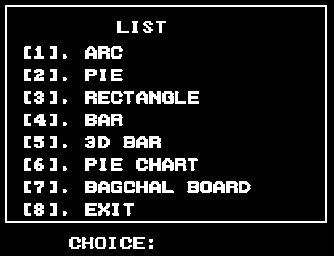 LIST
[1]. ARC
[2]. PIE
[3]. RECTANGLE
[4]. BAR
[5]. 3D BAR
[6]. PIE CHART
[7]. BAGCHAL BOARD
[8]. EXIT
CHOICE: